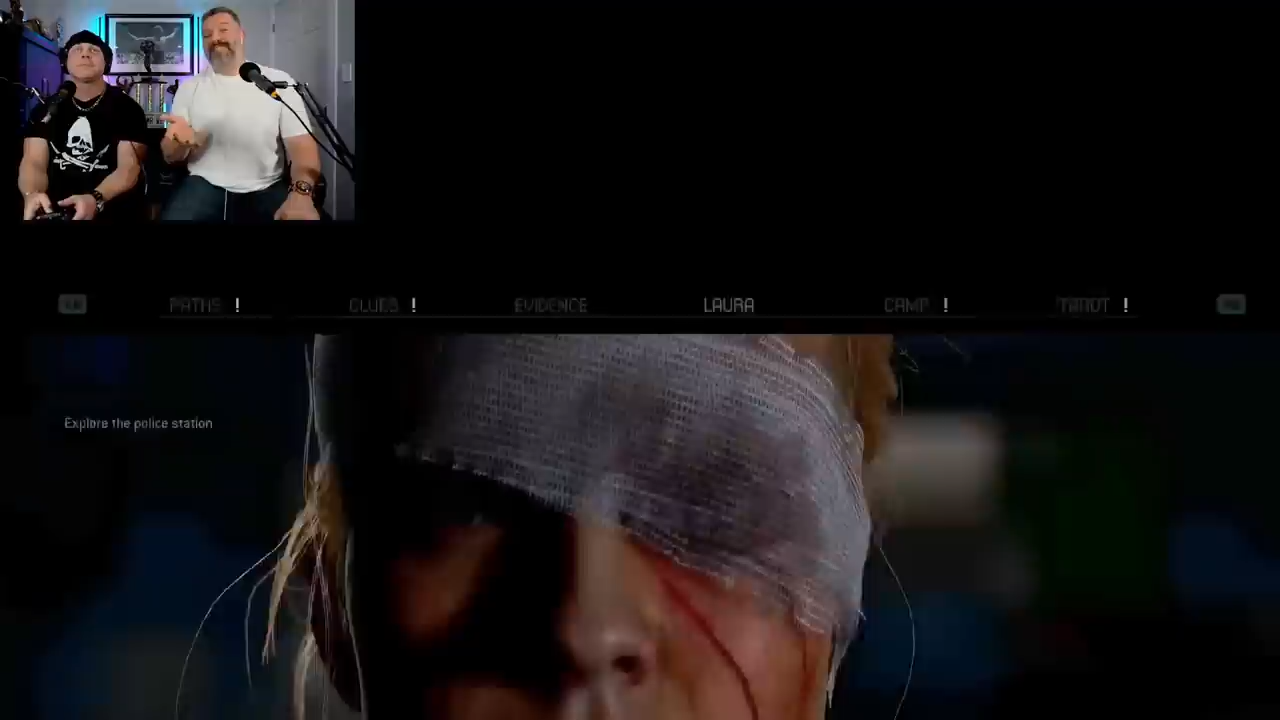 PATHS ! CLUES ! EVIDENCE LAURA CAMP ! TAROT !
Explore the police station